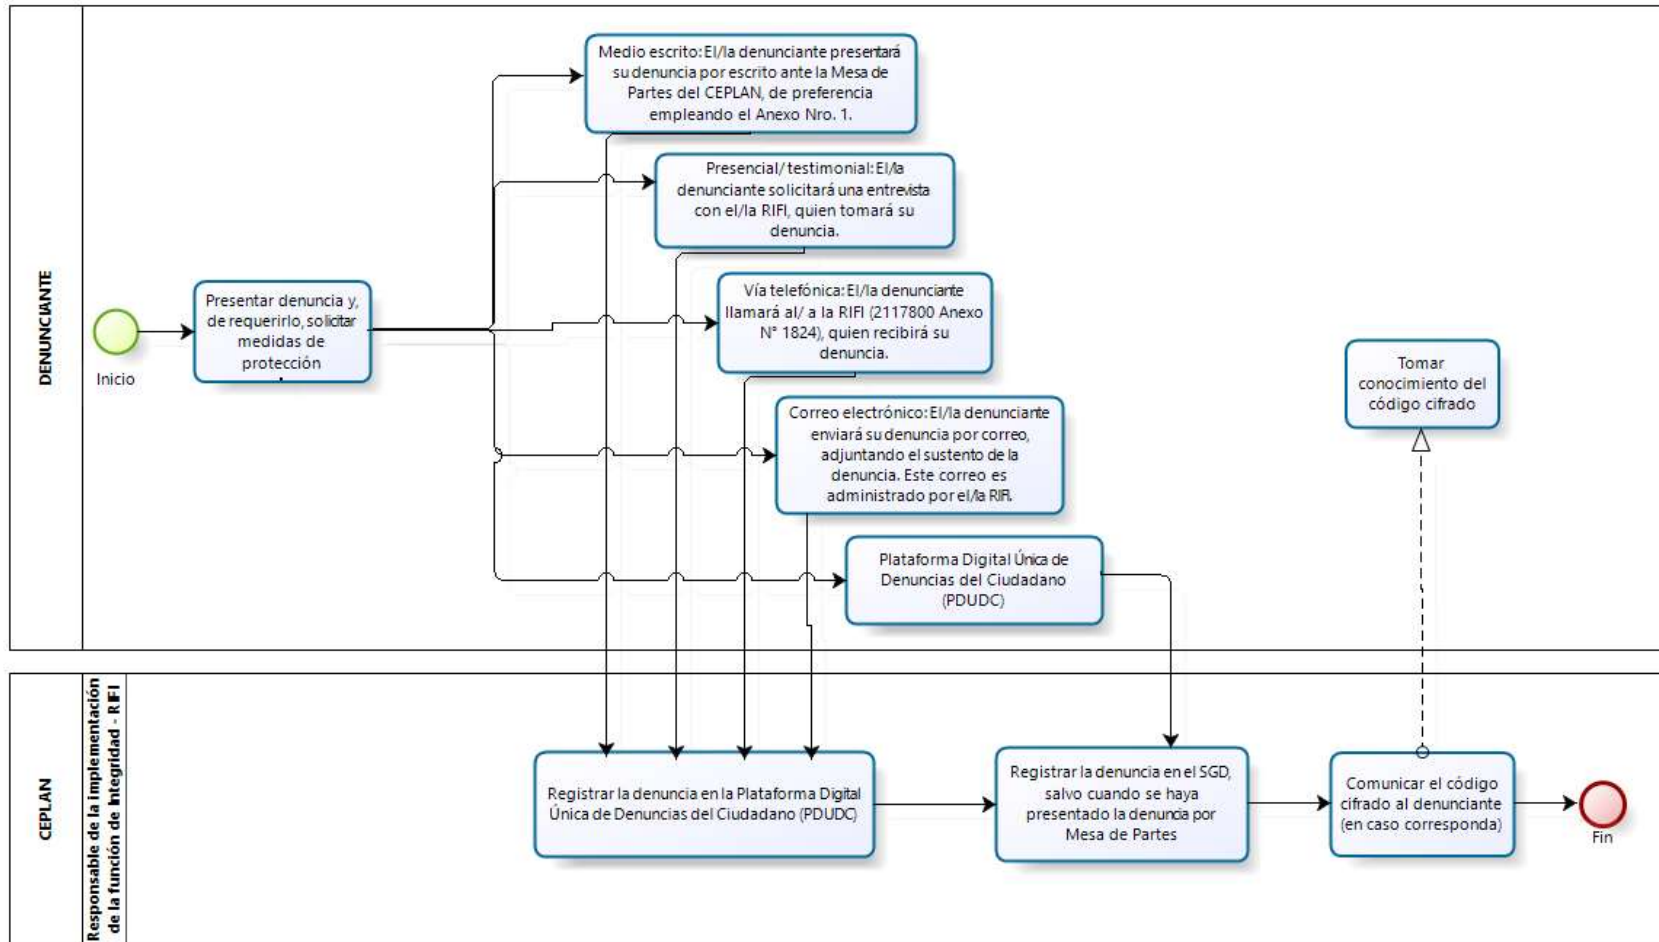 DENUNCIANTE
Inicio
Presentar denuncia y,
de requerirlo, solicitar
medidas de
protección
Medio escrito: El/la denunciante presentará
su denuncia por escrito ante la Mesa de
Partes del CEPLAN, de preferencia
empleando el Anexo Nro. 1.
Presencial/ testimonial: El/la
denunciante solicitará una entrevista
con el/la RIFI, quien tomará su
denuncia.
Vía telefónica: El/la denunciante
llamará al/ a la RIFI (2117800 Anexo
N° 1824), quien recibirá su
denuncia.
Correo electrónico: El/la denunciante
enviará su denuncia por correo,
adjuntando el sustento de la
denuncia. Este correo es
administrado por el/la RIFI.
Plataforma Digital Única de
Denuncias del Ciudadano
(PDUDC)
Tomar
conocimiento del
código cifrado
CEPLAN
Responsable de la implementación
de la función de Integridad - RIFI
Registrar la denuncia en la Plataforma Digital
Única de Denuncias del Ciudadano (PDUDC)
Registrar la denuncia en el SGD,
salvo cuando se haya
presentado la denuncia por
Mesa de Partes
Comunicar el código
cifrado al denunciante
(en caso corresponda)
Fin